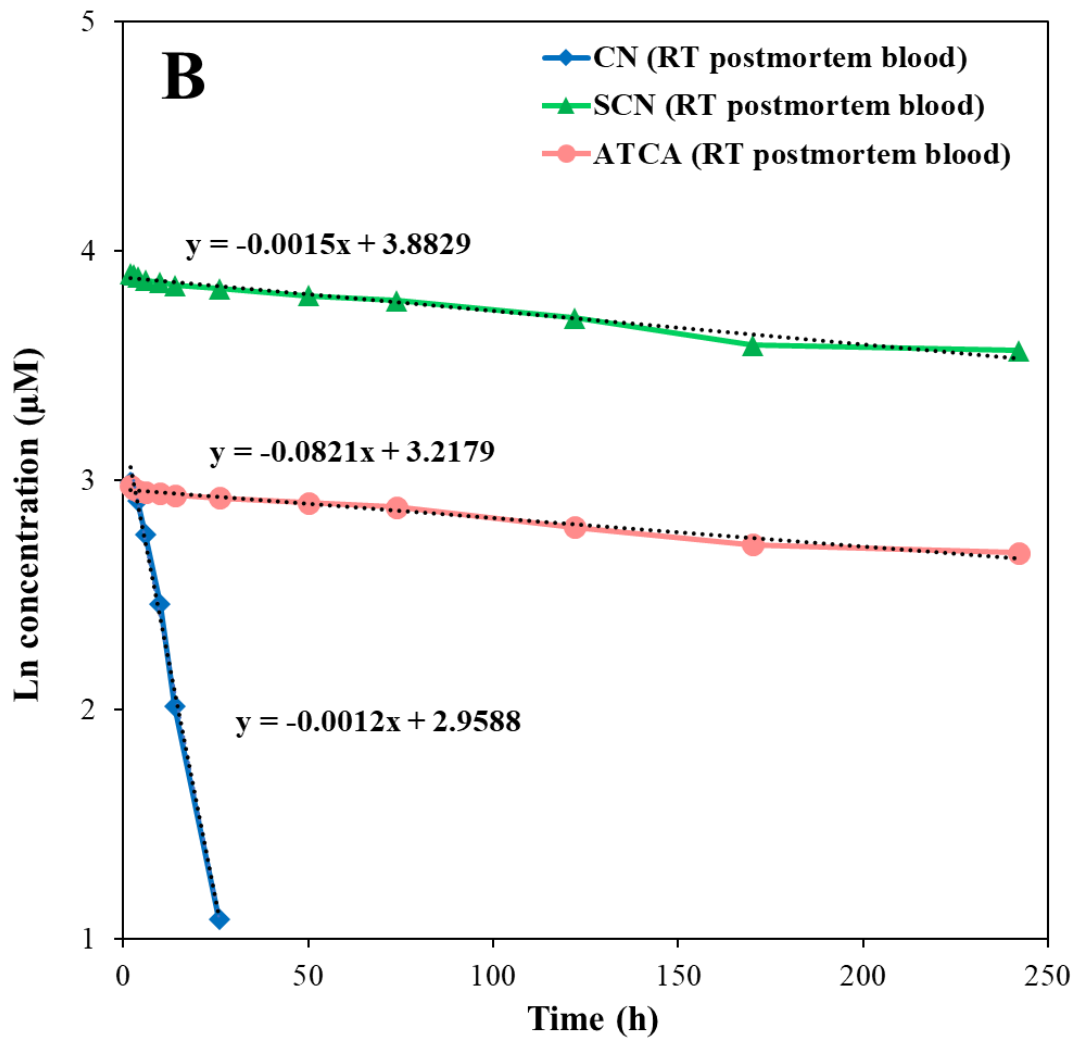 B
CN (RT postmortem blood)
SCN (RT postmortem blood)
ATCA (RT postmortem blood)
y = -0.0015x + 3.8829
y = -0.0821x + 3.2179
y = -0.0012x + 2.9588
Ln concentration (μM)
5
4
3
2
1
0
50
100
150
200
250
Time (h)